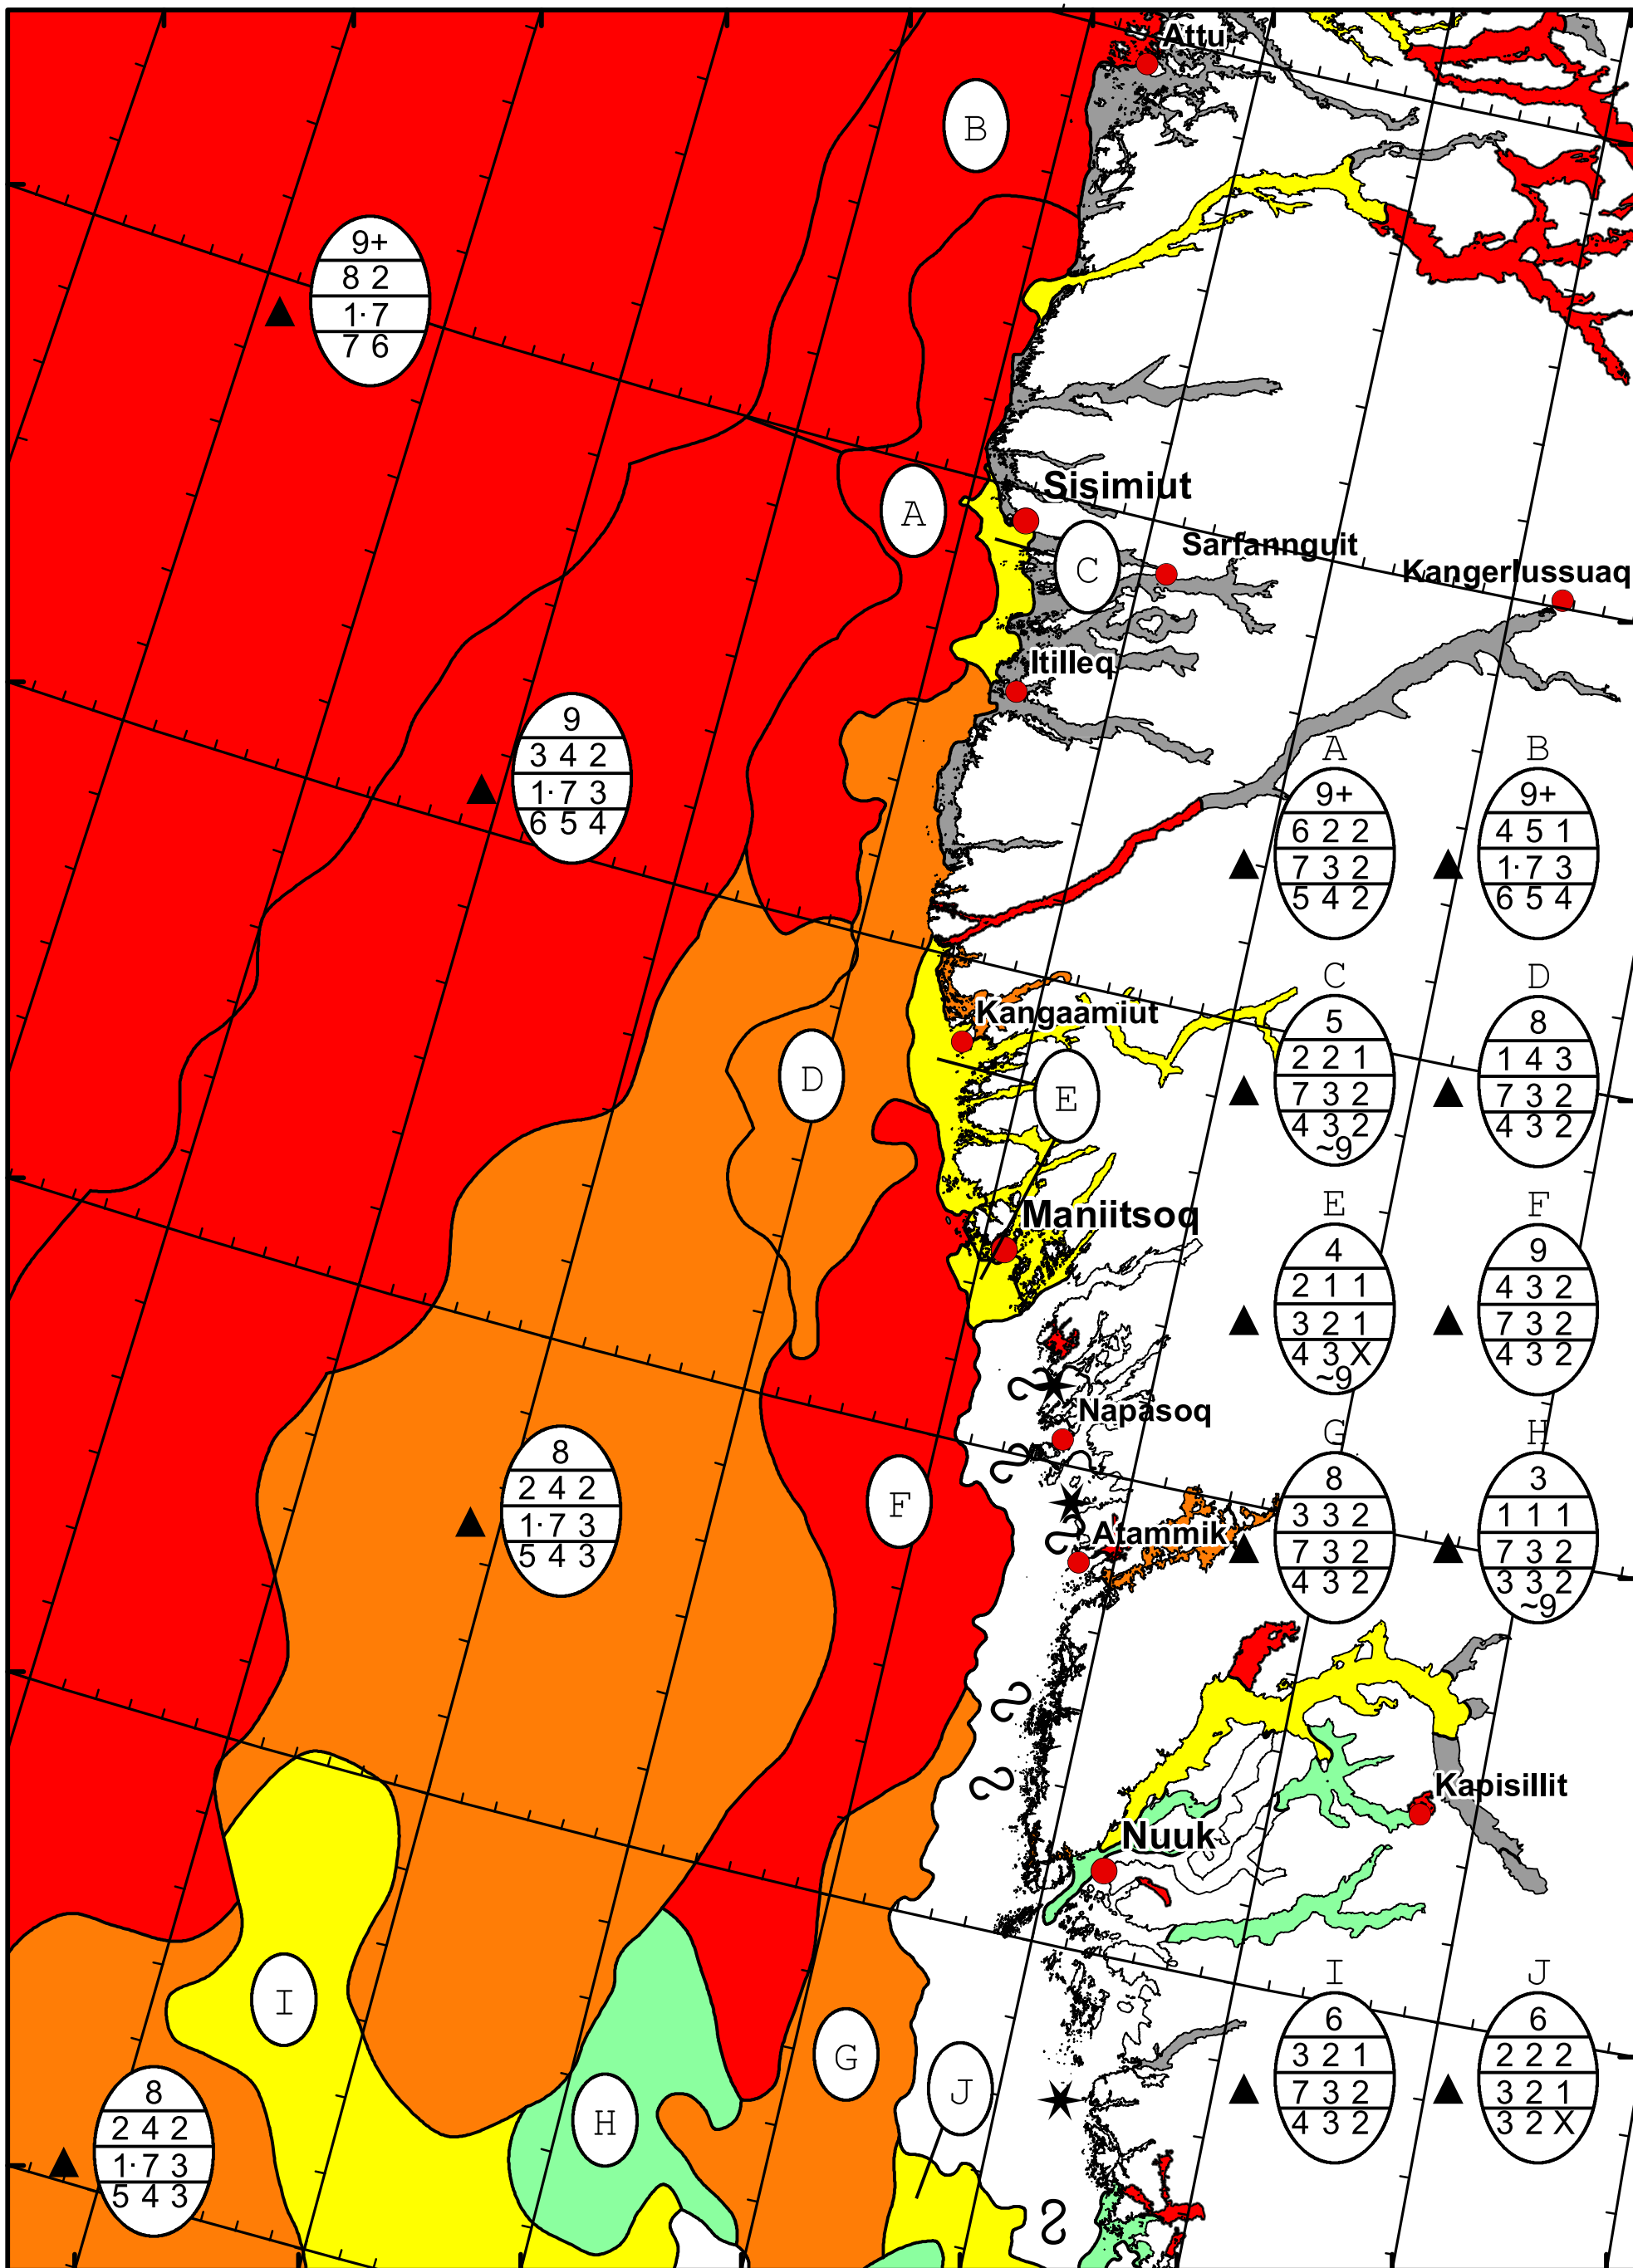 Attu
B
9+
8 2
1· 7
7 6
Sisimiut
A
Sarfannguit
C
Kangerlussuaq
Itilleq
9
3 4 2
1· 7 3
6 5 4
A
9+
6 2 2
7 3 2
5 4 2
B
9+
4 5 1
1· 7 3
6 5 4
C
5
2 2 1
7 3 2
4 3 2
~9
D
8
1 4 3
7 3 2
4 3 2
Kangaamiut
D
E
Maniitsoq
E
4
2 1 1
3 2 1
4 3 X
~9
F
9
4 3 2
7 3 2
4 3 2
Napasoq
8
2 4 2
1· 7 3
5 4 3
F
Atammik
G
8
3 3 2
7 3 2
4 3 2
H
3
1 1 1
7 3 2
3 3 2
~9
Kapisillit
Nuuk
I
G
J
H
I
6
3 2 1
7 3 2
4 3 2
J
6
2 2 2
3 2 1
3 2 X
8
2 4 2
1· 7 3
5 4 3